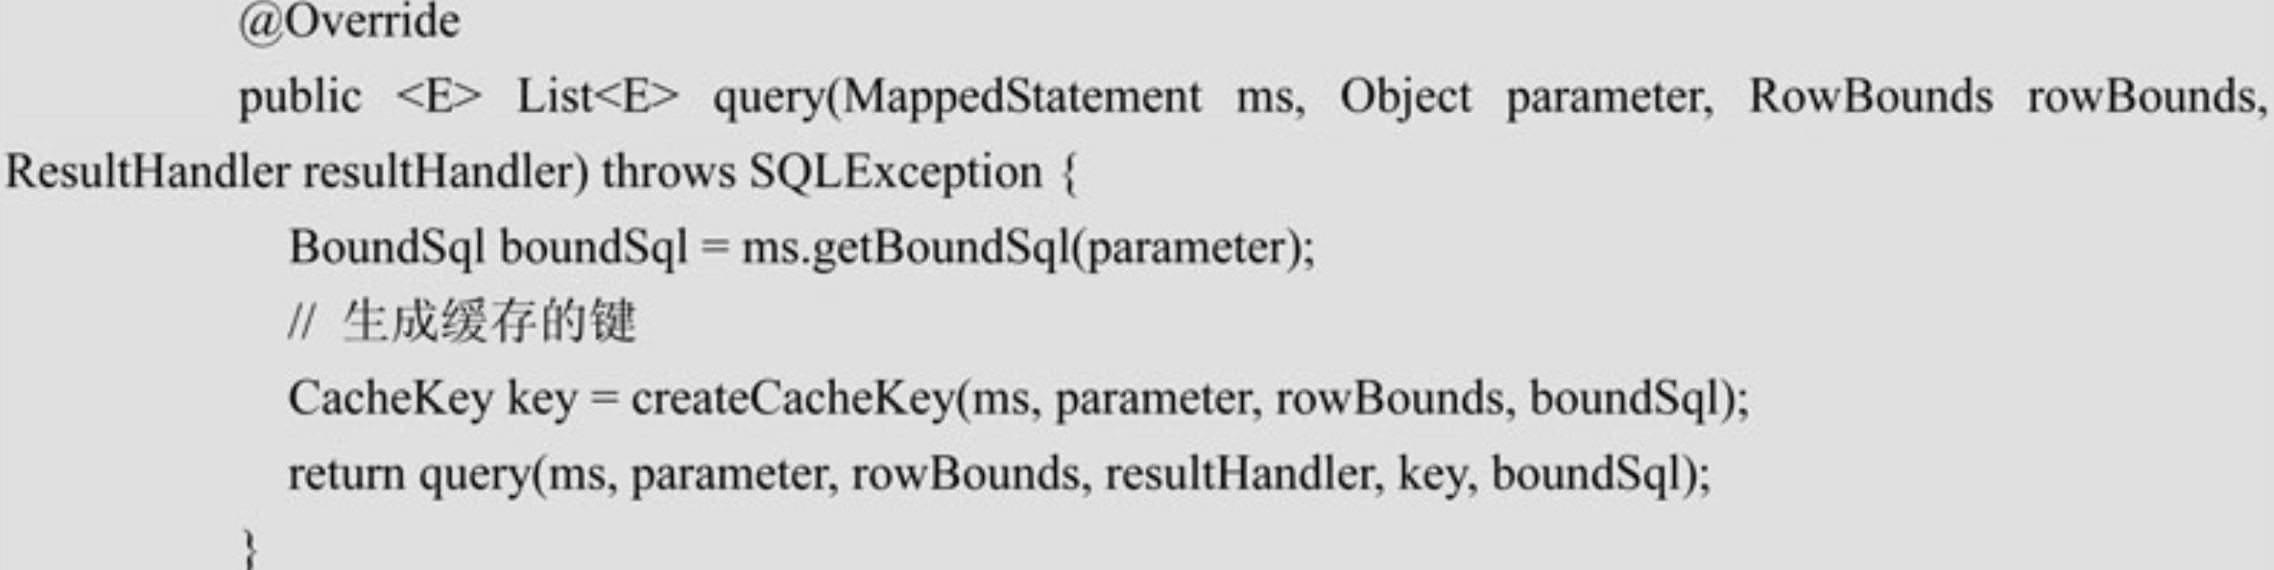 @Override
public <E> List<E> query(MappedStatement ms, Object parameter, RowBounds rowBounds,
ResultHandler resultHandler) throws SQLException {
BoundSql boundSql = ms.getBoundSql(parameter);
// 生成缓存的键
CacheKey key = createCacheKey(ms, parameter, rowBounds, boundSql);
return query(ms, parameter, rowBounds, resultHandler, key, boundSql);
}